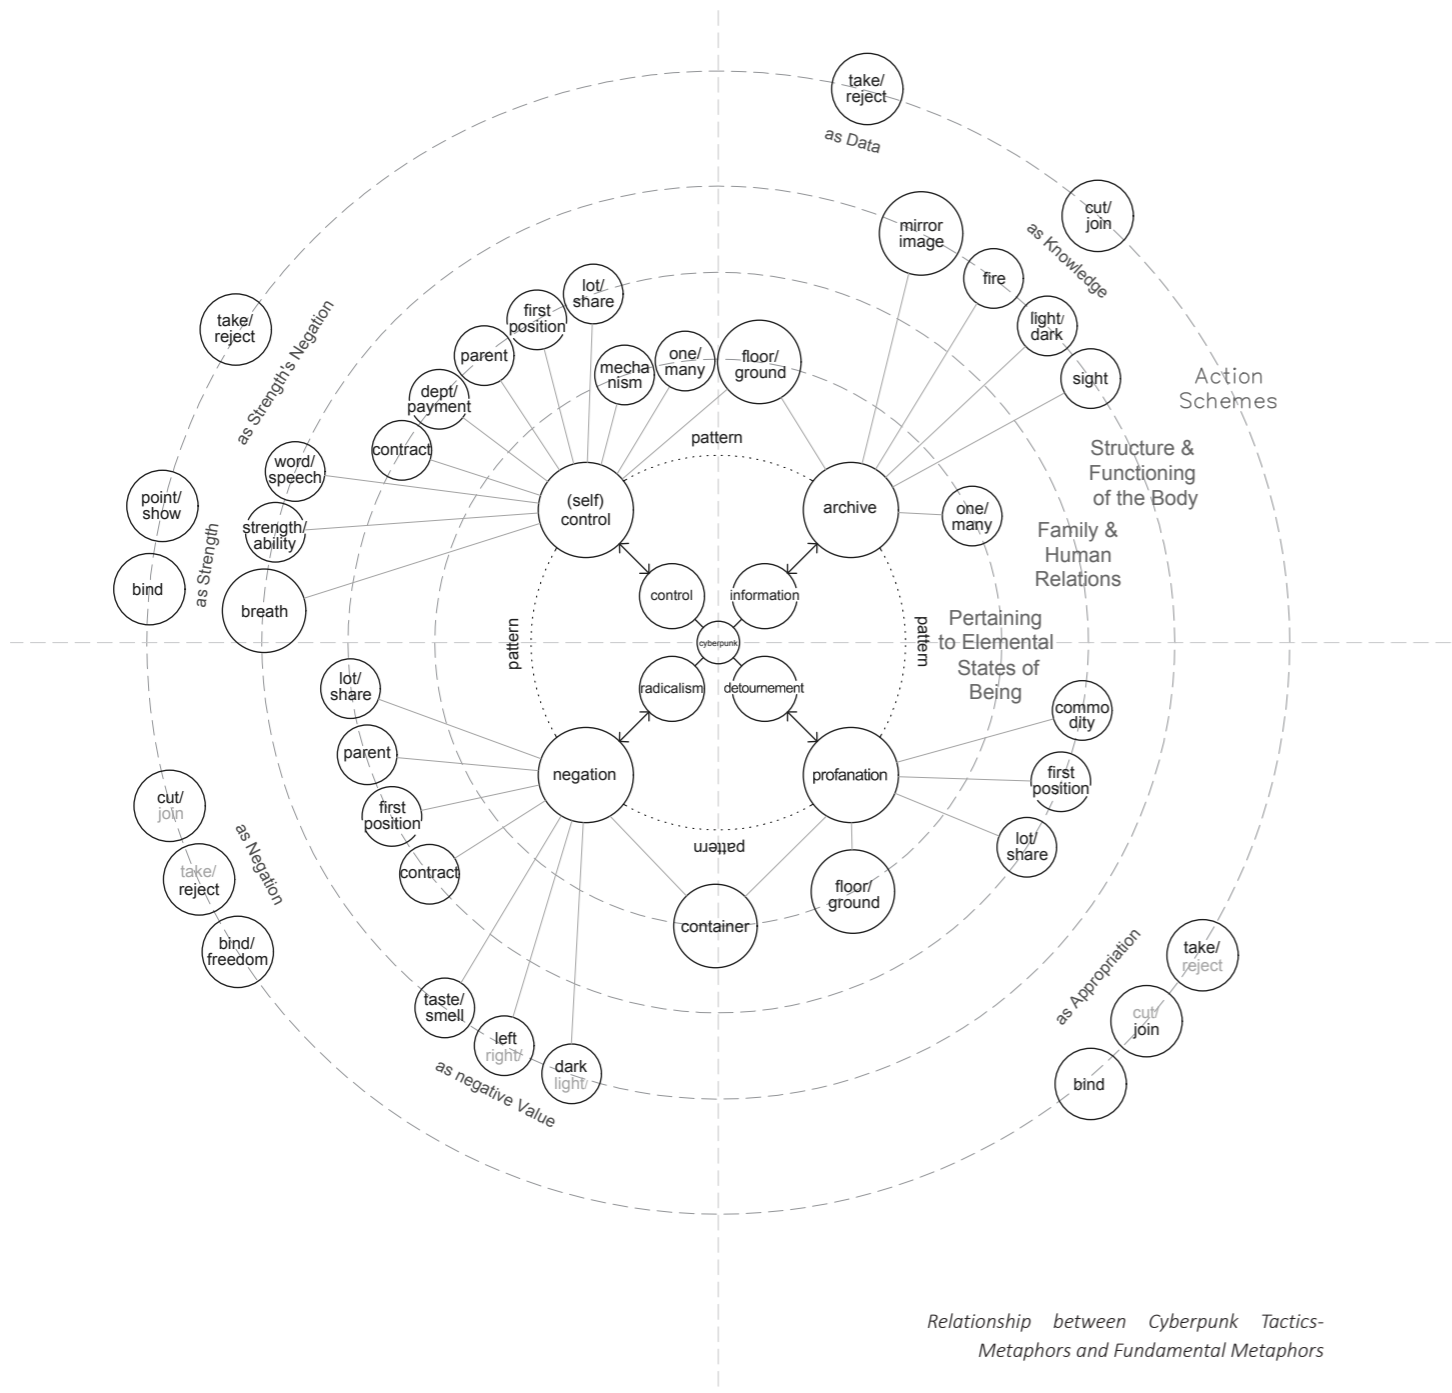 take/
reject
as Data
cut/
join
as Knowledge
mirror
image
fire
light/
dark
sight
lot/
share
first
position
parent
dept/
payment
contract
mecha
nism
one/
many
floor/
ground
take/
reject
as Strength's Negation
word/
speech
point/
show
strength/
ability
as Strength
bind
breath
Action
Schemes
Structure &
Functioning
of the Body
Family &
Human
Relations
Pertaining
to Elemental
States of
Being
pattern
(self)
control
archive
one/
many
control
information
cyberpunk
radicalism
detournement
pattern
pattern
negation
profanation
pattern
lot/
share
parent
first
position
contract
commo
dity
first
position
lot/
share
floor/
ground
container
cut/
join
take/
reject
bind/
freedom
as Negation
taste/
smell
left
right/
dark
light/
as negative Value
as Appropriation
take/
reject
cut/
join
bind
Relationship between Cyberpunk Tactics-
Metaphors and Fundamental Metaphors